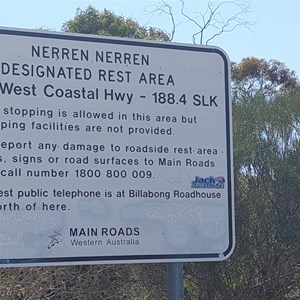 NERREN NERREN
DESIGNATED REST AREA
West Coastal Hwy - 188.4 SLK
stopping is allowed in this area but
ping facilities are not provided.
eport any damage to roadside rest area
s, signs or road surfaces to Main Roads
call number 1800 800 009.
est public telephone is at Billabong Roadhouse
orth of here.
MAIN ROADS
Western Australia